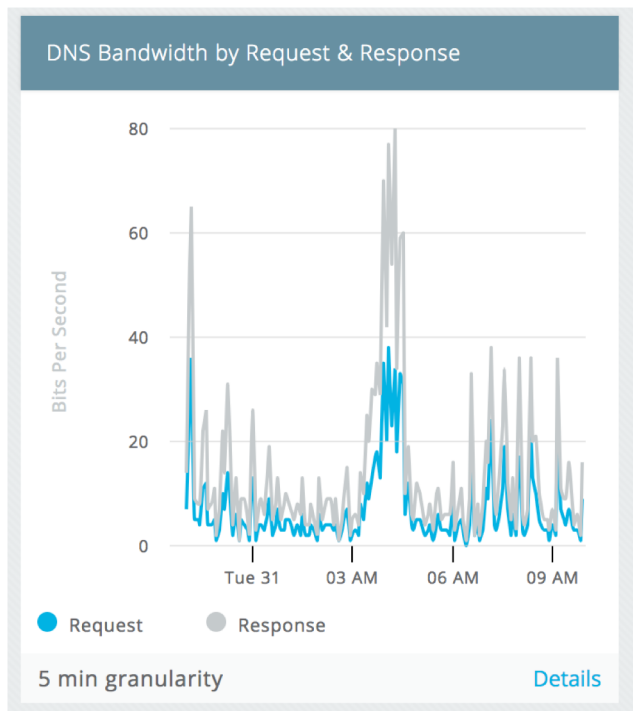 DNS Bandwidth by Request & Response
80
60
40
20
0
Bits Per Second
Tue 31 03 AM 06 AM 09 AM
Request Response
5 min granularity Details